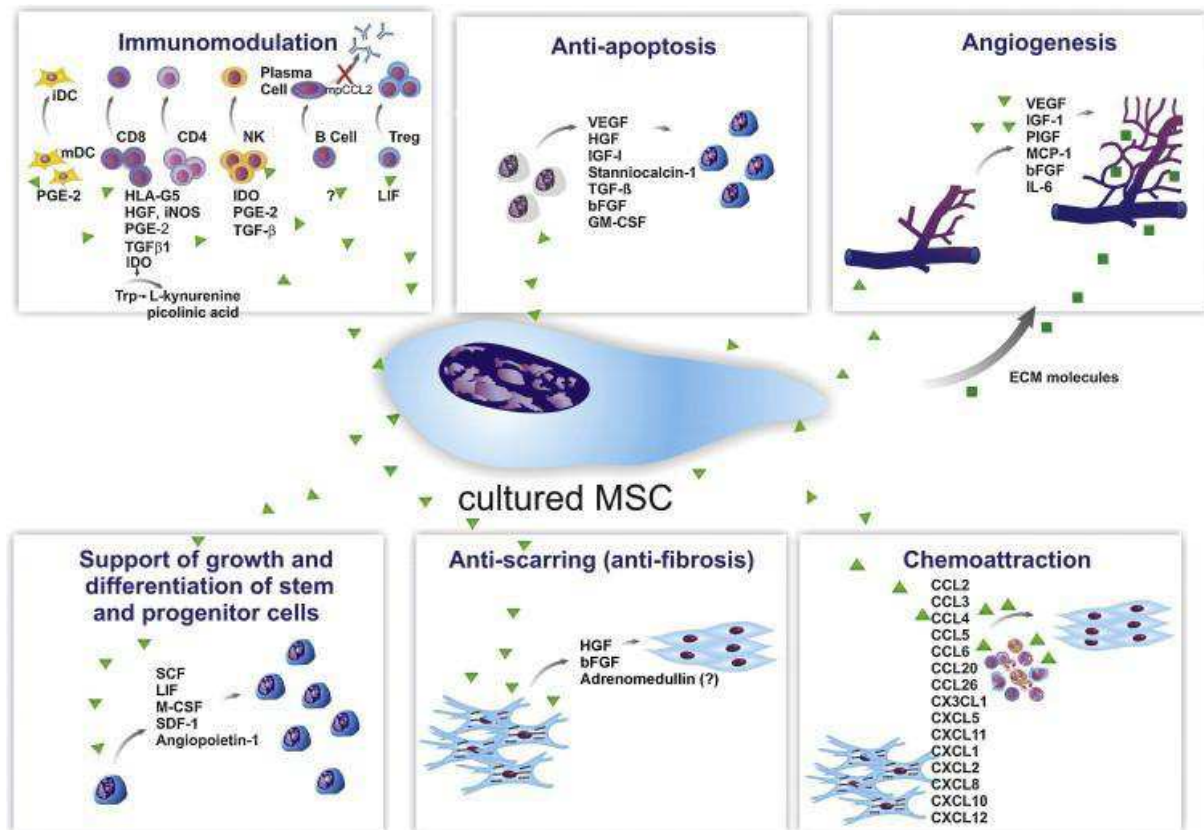 Immunomodulation
iDC
Plasma
Cell
mpCCL2
CD8
CD4
NK
B Cell
Treg
mDC
PGE-2
HLA-G5
HGF, iNOS
PGE-2
TGFβ1
IDO
Trp→L-kynurenine
picolinic acid
IDO
PGE-2
TGF-β
?
LIF
Anti-apoptosis
VEGF
HGF
IGF-I
Stanniocalcin-1
TGF-ß
bFGF
GM-CSF
Angiogenesis
VEGF
IGF-1
PIGF
MCP-1
bFGF
IL-6
ECM molecules
cultured MSC
Support of growth and
differentiation of stem
and progenitor cells
SCF
LIF
M-CSF
SDF-1
Angiopoietin-1
Anti-scarring (anti-fibrosis)
HGF
bFGF
Adrenomedullin (?)
Chemoattraction
CCL2
CCL3
CCL4
CCL5
CCL6
CCL20
CCL26
CX3CL1
CXCL5
CXCL11
CXCL1
CXCL2
CXCL8
CXCL10
CXCL12